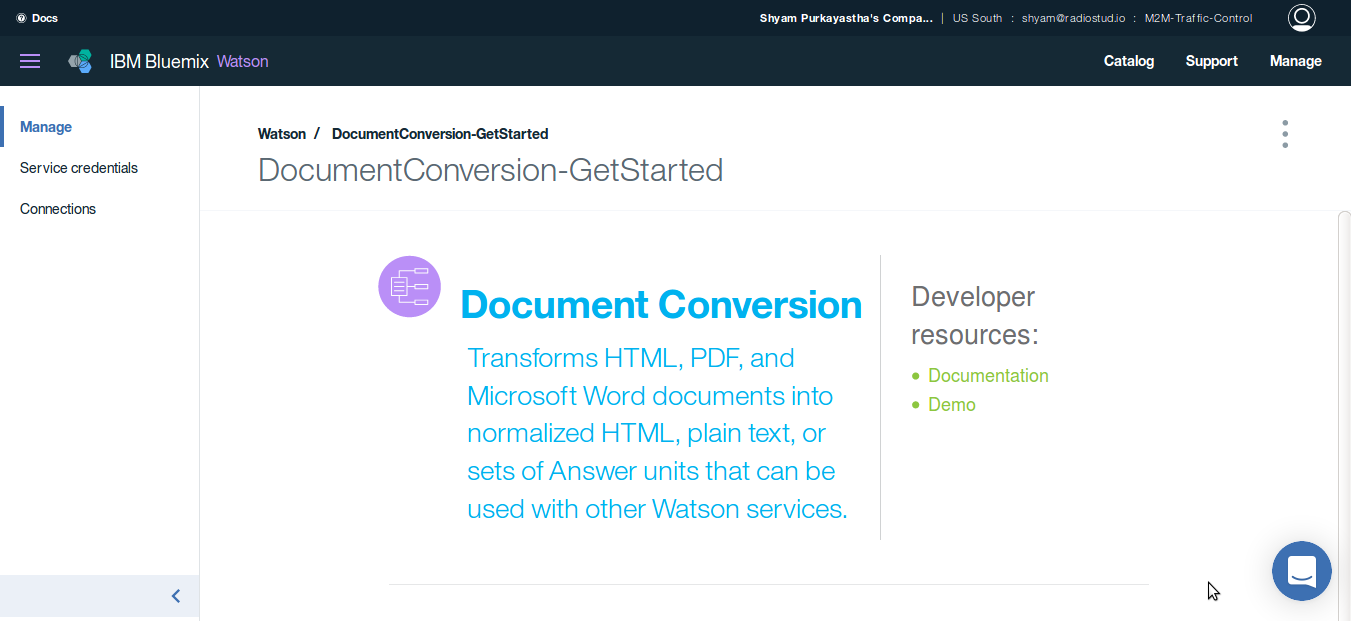 Docs
Shyam Purkayastha's Compa... | US South : shyam@radiostud.io : M2M-Traffic-Control
IBM Bluemix Watson
Catalog Support Manage
Manage
Service credentials
Connections
Watson / DocumentConversion-GetStarted
DocumentConversion-GetStarted
Document Conversion
Transforms HTML, PDF, and
Microsoft Word documents into
normalized HTML, plain text, or
sets of Answer units that can be
used with other Watson services.
Developer
resources:
Documentation
Demo